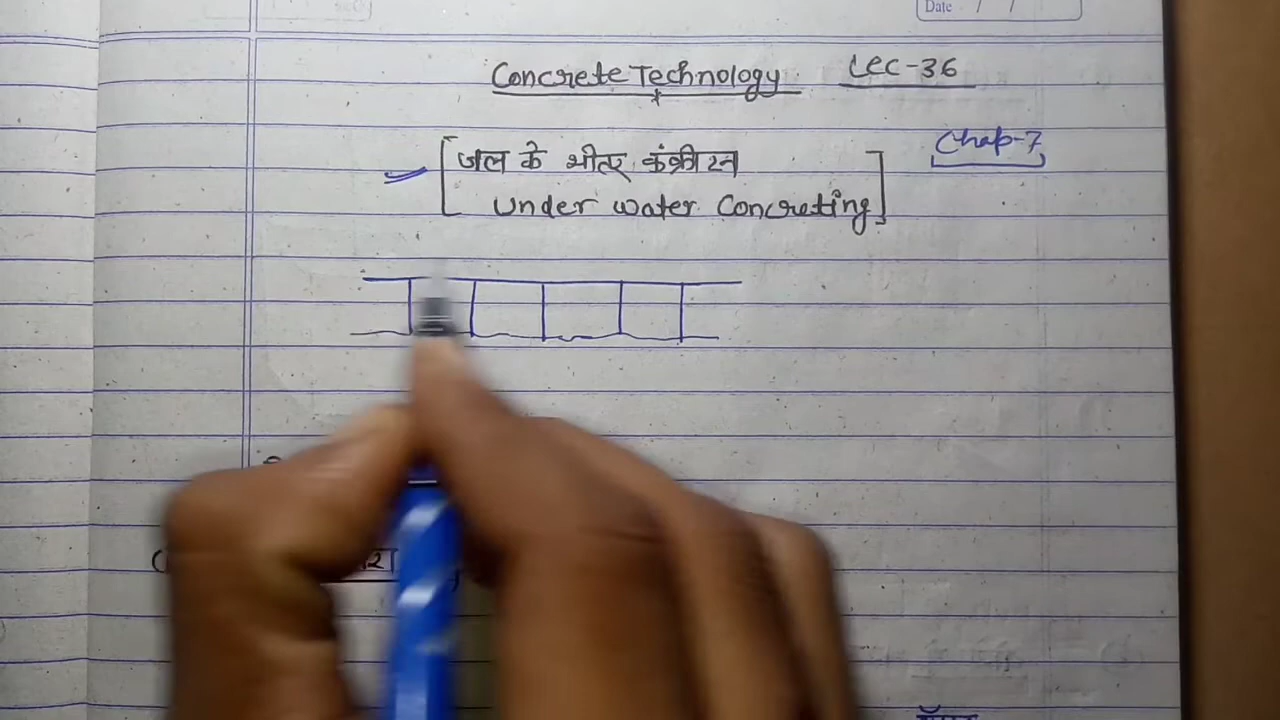 Date / /
Concrete Technology LEC-36
Chap-7
जल के भीतर कंक्रीटन
Under water Concreting